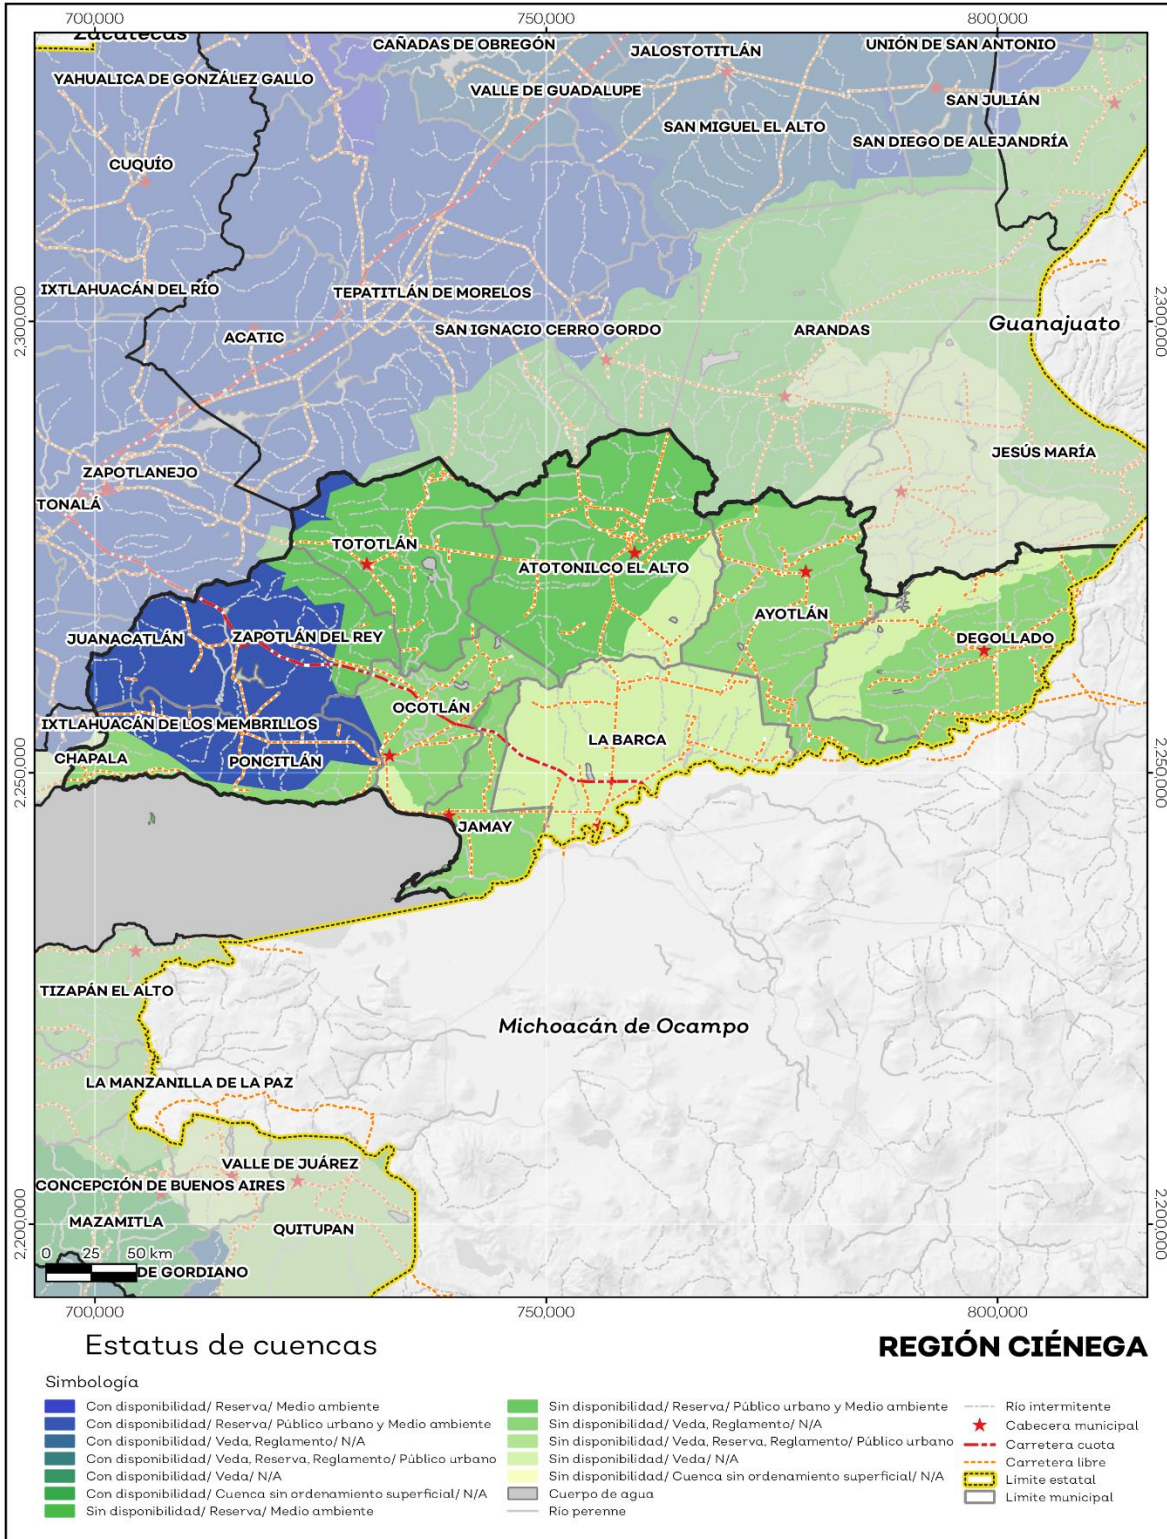 700,000
750,000
800,000
Zacatecas
CAÑADAS DE OBREGÓN
UNIÓN DE SAN ANTONIO
JALOSTOTITLÁN
YAHUALICA DE GONZÁLEZ GALLO
VALLE DE GUADALUPE
SAN JULIÁN
SAN MIGUEL EL ALTO
SAN DIEGO DE ALEJANDRÍA
CUQUÍO
IXTLAHUACÁN DEL RÍO
TEPATITLÁN DE MORELOS
2,300,000
2,300,000
ACATIC
SAN IGNACIO CERRO GORDO
ARANDAS
Guanajuato
JESÚS MARÍA
ZAPOTLANEJO
TONALÁ
TOTOTLÁN
ATOTONILCO EL ALTO
AYOTLÁN
JUANACATLÁN
ZAPOTLÁN DEL REY
DEGOLLADO
OCOTLÁN
IXTLAHUACÁN DE LOS MEMBRILLOS
LA BARCA
CHAPALA
PONCITLÁN
2,250,000
2,250,000
JAMAY
TIZAPÁN EL ALTO
Michoacán de Ocampo
LA MANZANILLA DE LA PAZ
VALLE DE JUÁREZ
CONCEPCIÓN DE BUENOS AIRES
MAZAMITLA
QUITUPAN
2,200,000
2,200,000
0 25 50 km
DE GORDIANO
700,000
750,000
800,000
Estatus de cuencas
REGIÓN CIÉNEGA
Simbología
Con disponibilidad/ Reserva/ Medio ambiente
Con disponibilidad/ Reserva/ Público urbano y Medio ambiente
Con disponibilidad/ Veda, Reglamento/ N/A
Con disponibilidad/ Veda, Reserva, Reglamento/ Público urbano
Con disponibilidad/ Veda/ N/A
Con disponibilidad/ Cuenca sin ordenamiento superficial/ N/A
Sin disponibilidad/ Reserva/ Medio ambiente
Sin disponibilidad/ Reserva/ Público urbano y Medio ambiente
Sin disponibilidad/ Veda, Reglamento/ N/A
Sin disponibilidad/ Veda, Reserva, Reglamento/ Público urbano
Sin disponibilidad/ Veda/ N/A
Sin disponibilidad/ Cuenca sin ordenamiento superficial/ N/A
Cuerpo de agua
Río perenne
Río intermitente
Cabecera municipal
Carretera cuota
Carretera libre
Límite estatal
Límite municipal